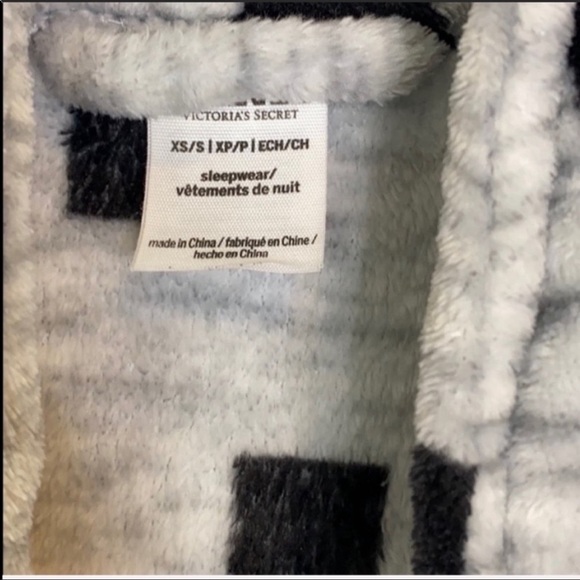 VICTORIA'S SECRET
XS/S | XP/P | ECH/CH
sleepwear/
vêtements de nuit
made in China / fabriqué en Chine /
hecho en China